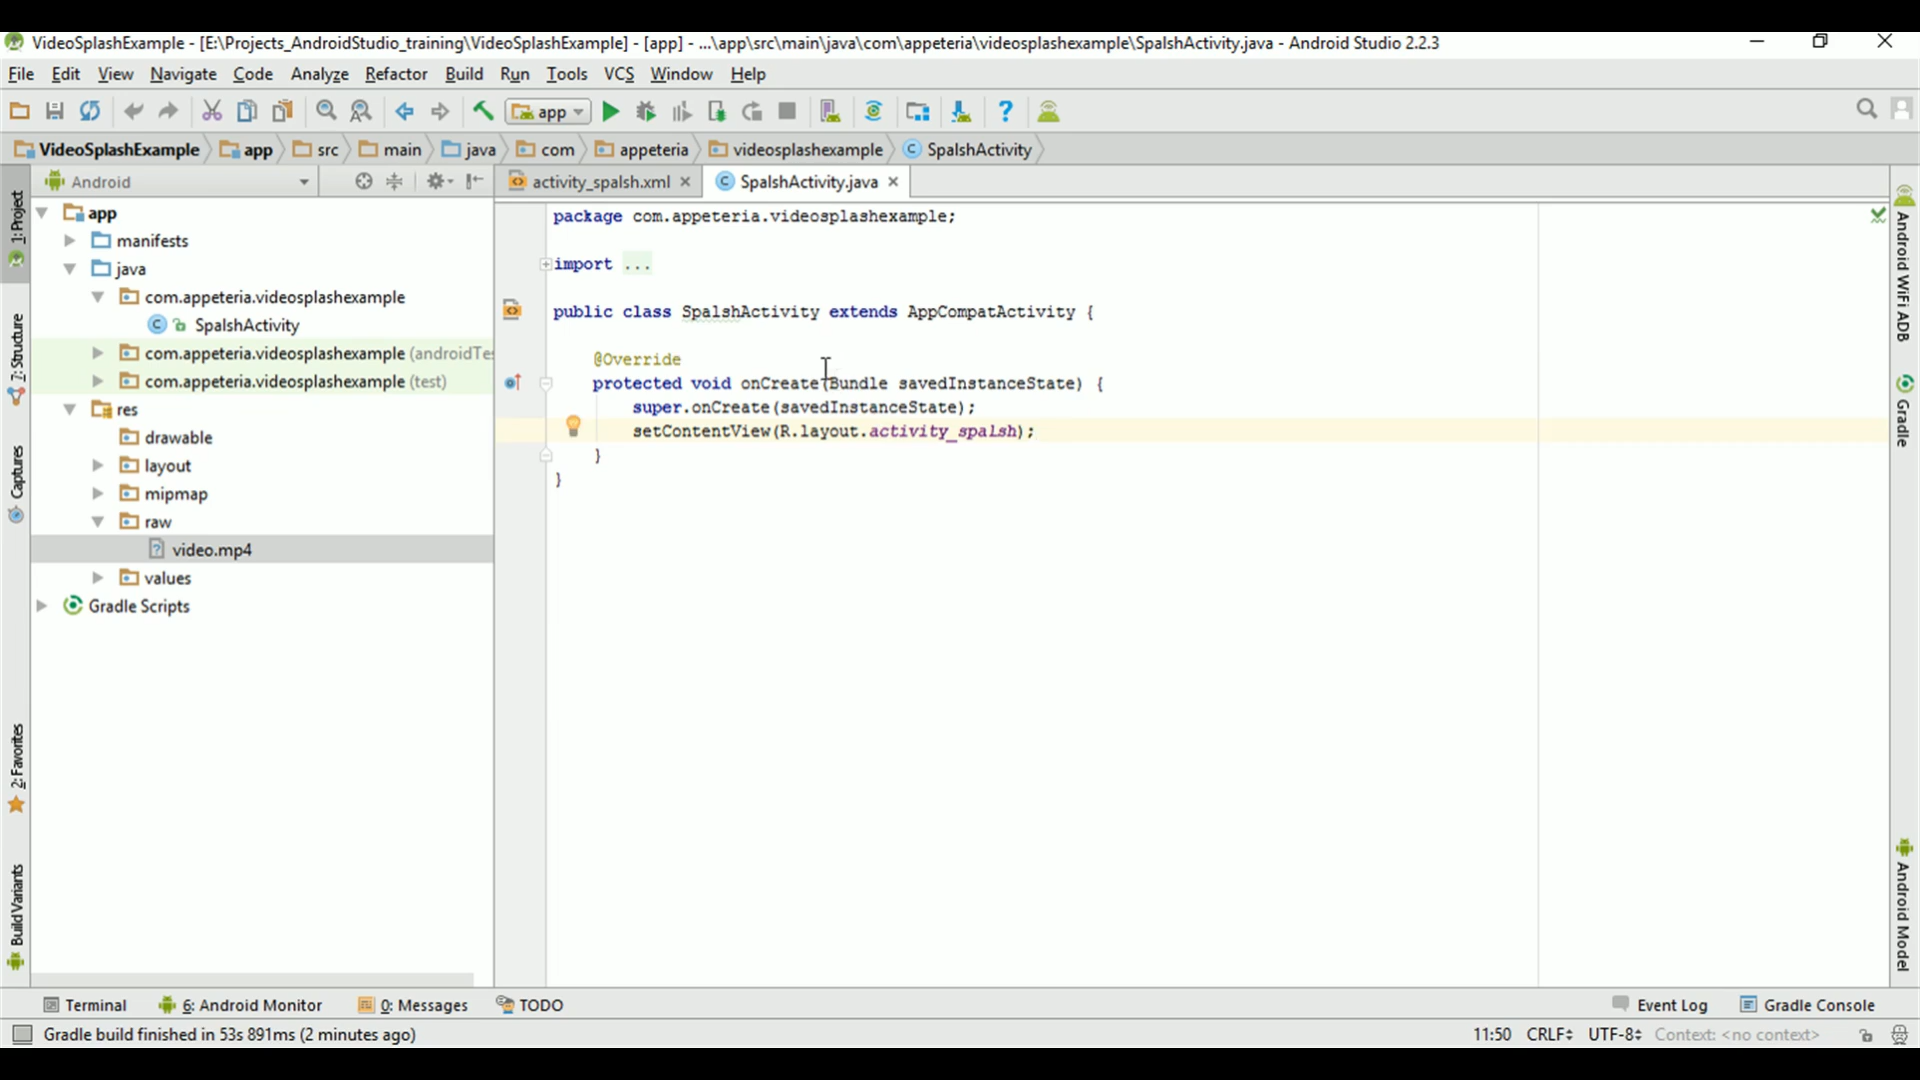 VideoSplashExample - [E:\Projects_AndroidStudio_training\VideoSplashExample] - [app] - ...\app\src\main\java\com\appeteria\videosplashexample\SpalshActivity.java - Android Studio 2.2.3
File Edit View Navigate Code Analyze Refactor Build Run Tools VCS Window Help
app
VideoSplashExample app src main java com appeteria videosplashexample SpalshActivity
Android
activity_spalsh.xml SpalshActivity.java
1: Project
7: Structure
Captures
2: Favorites
Build Variants
app
manifests
java
com.appeteria.videosplashexample
SpalshActivity
com.appeteria.videosplashexample (androidTes
com.appeteria.videosplashexample (test)
res
drawable
layout
mipmap
raw
video.mp4
values
Gradle Scripts
package com.appeteria.videosplashexample;
import ...
public class SpalshActivity extends AppCompatActivity {
@Override
protected void onCreate(Bundle savedInstanceState) {
super.onCreate(savedInstanceState);
setContentView(R.layout.activity_spalsh);
}
}
Android WiFi ADB
Gradle
Android Model
Terminal 6: Android Monitor 0: Messages TODO Event Log Gradle Console
Gradle build finished in 53s 891ms (2 minutes ago) 11:50 CRLF UTF-8 Context: <no context>